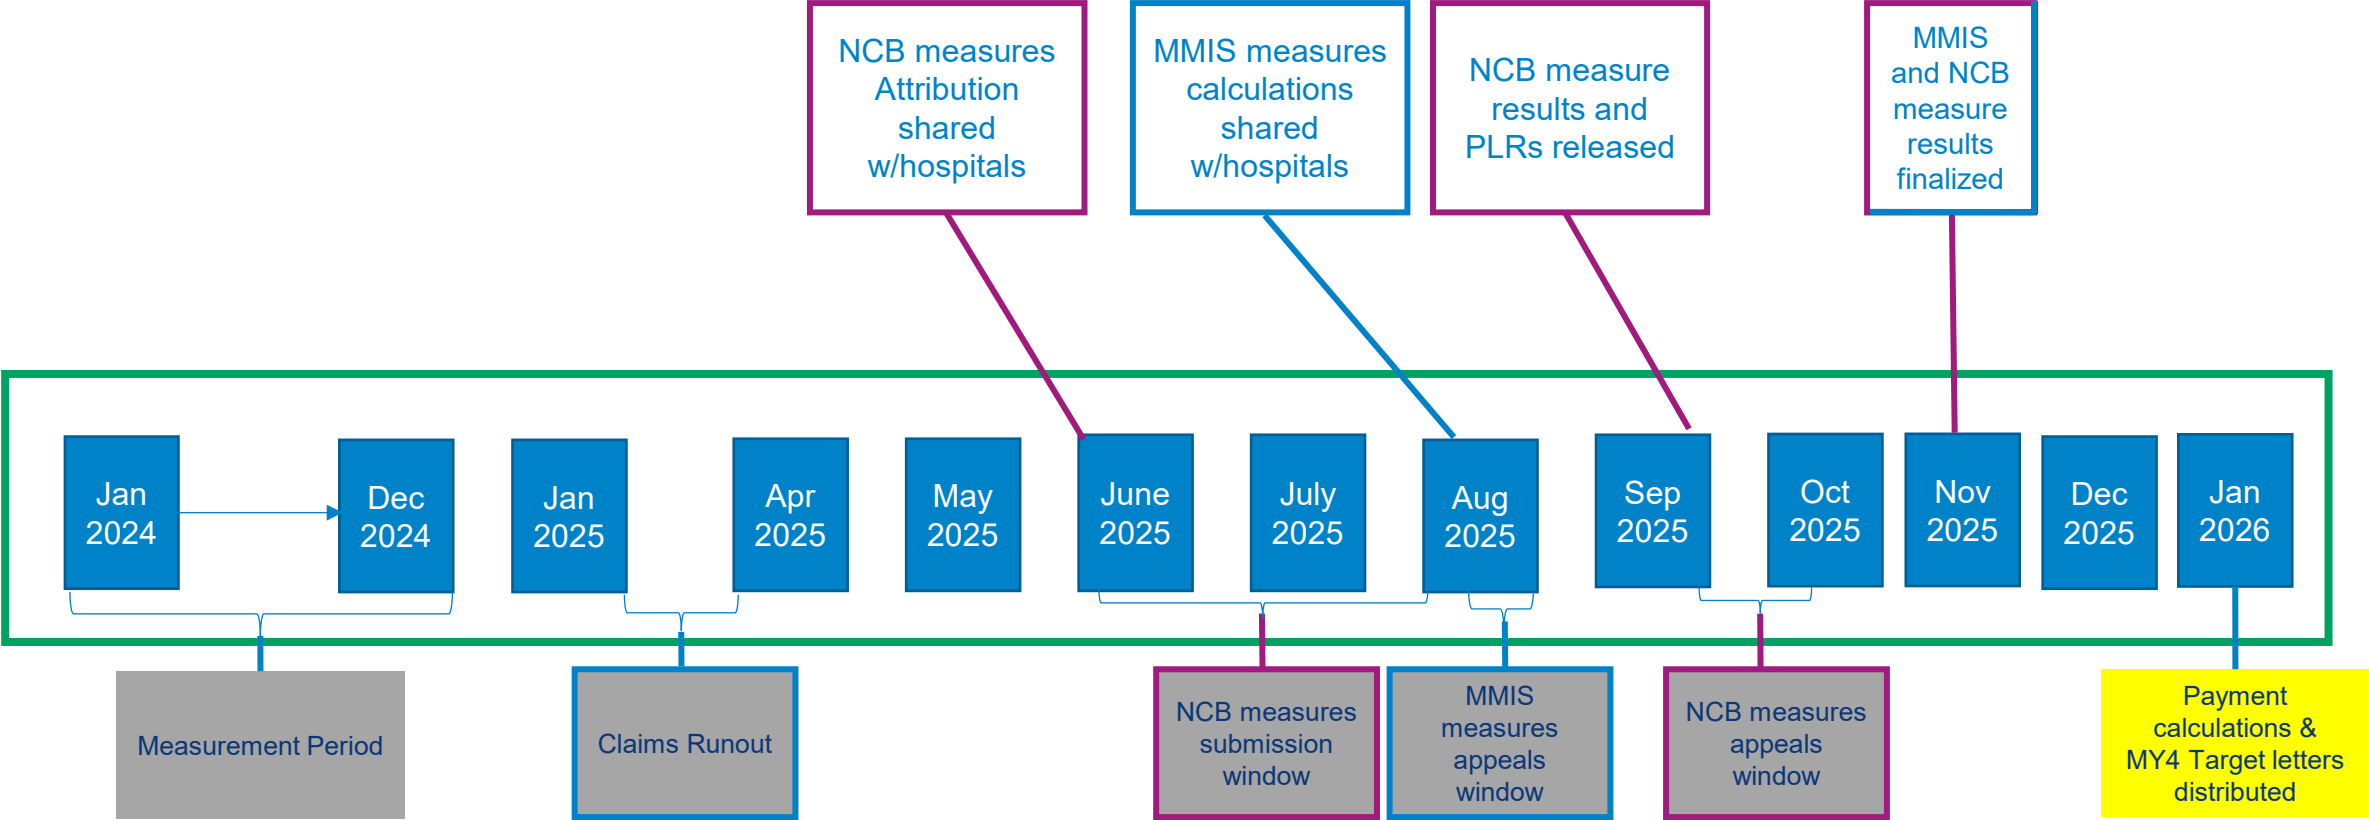 NCB measures
Attribution
shared
w/hospitals
MMIS measures
calculations
shared
w/hospitals
NCB measure
results and
PLRs released
MMIS
and NCB
measure
results
finalized
Jan
2024
Dec
2024
Jan
2025
Apr
2025
May
2025
June
2025
July
2025
Aug
2025
Sep
2025
Oct
2025
Nov
2025
Dec
2025
Jan
2026
Measurement Period
Claims Runout
NCB measures
submission
window
MMIS
measures
appeals
window
NCB measures
appeals
window
Payment
calculations &
MY4 Target letters
distributed